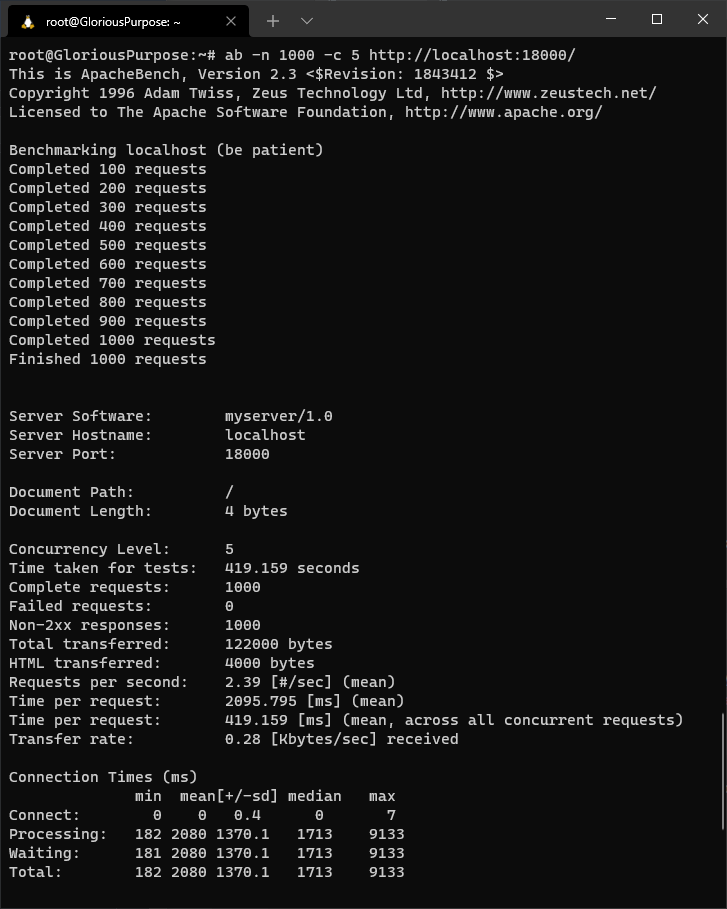 root@GloriousPurpose: ~
root@GloriousPurpose:~# ab -n 1000 -c 5 http://localhost:18000/
This is ApacheBench, Version 2.3 <$Revision: 1843412 $>
Copyright 1996 Adam Twiss, Zeus Technology Ltd, http://www.zeustech.net/
Licensed to The Apache Software Foundation, http://www.apache.org/

Benchmarking localhost (be patient)
Completed 100 requests
Completed 200 requests
Completed 300 requests
Completed 400 requests
Completed 500 requests
Completed 600 requests
Completed 700 requests
Completed 800 requests
Completed 900 requests
Completed 1000 requests
Finished 1000 requests

Server Software:        myserver/1.0
Server Hostname:        localhost
Server Port:            18000

Document Path:          /
Document Length:        4 bytes

Concurrency Level:      5
Time taken for tests:   419.159 seconds
Complete requests:      1000
Failed requests:        0
Non-2xx responses:      1000
Total transferred:      122000 bytes
HTML transferred:       4000 bytes
Requests per second:    2.39 [#/sec] (mean)
Time per request:       2095.795 [ms] (mean)
Time per request:       419.159 [ms] (mean, across all concurrent requests)
Transfer rate:          0.28 [Kbytes/sec] received

Connection Times (ms)
              min  mean[+/-sd] median   max
Connect:        0    0   0.4      0       7
Processing:   182 2080 1370.1   1713    9133
Waiting:      181 2080 1370.1   1713    9133
Total:        182 2080 1370.1   1713    9133